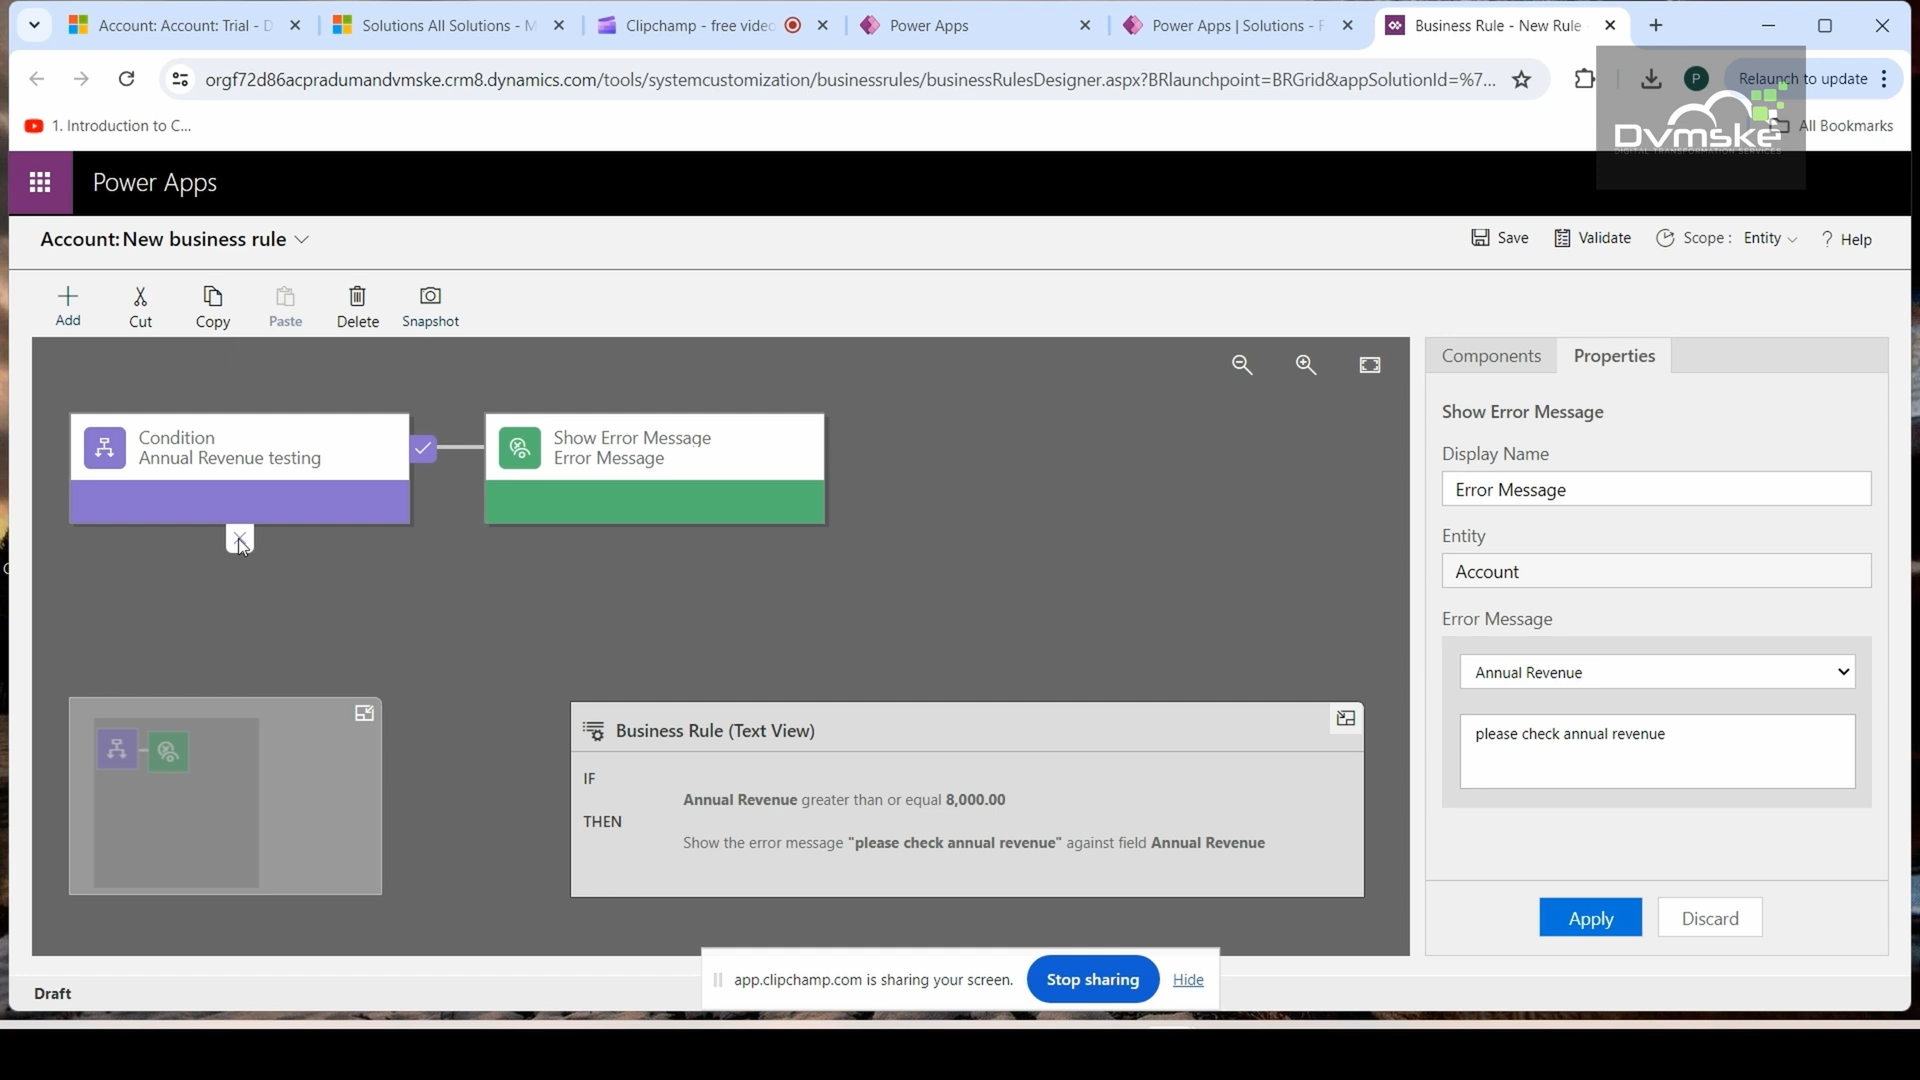 Account: Account: Trial - D
Solutions All Solutions - M
Clipchamp - free video
Power Apps
Power Apps | Solutions - F
Business Rule - New Rule
orgf72d86acpradumandvmske.crm8.dynamics.com/tools/systemcustomization/businessrules/businessRulesDesigner.aspx?BRlaunchpoint=BRGrid&appSolutionId=%7...
P
Relaunch to update
1. Introduction to C...
All Bookmarks
Dvmske
DIGITAL TRANSFORMATION SERVICES
Power Apps
Account: New business rule
Save
Validate
Scope :
Entity
? Help
Add
Cut
Copy
Paste
Delete
Snapshot
Condition
Annual Revenue testing
Show Error Message
Error Message
Components
Properties
Show Error Message
Display Name
Error Message
Entity
Account
Error Message
Annual Revenue
please check annual revenue
Apply
Discard
Business Rule (Text View)
IF
Annual Revenue greater than or equal 8,000.00
THEN
Show the error message "please check annual revenue" against field Annual Revenue
app.clipchamp.com is sharing your screen.
Stop sharing
Hide
Draft